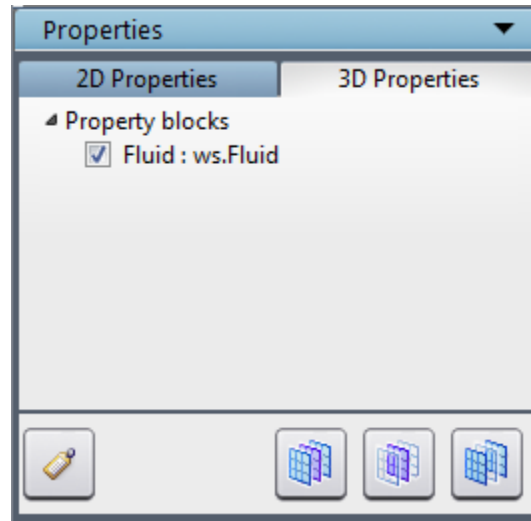 Properties
2D Properties
3D Properties
Property blocks
Fluid : ws.Fluid